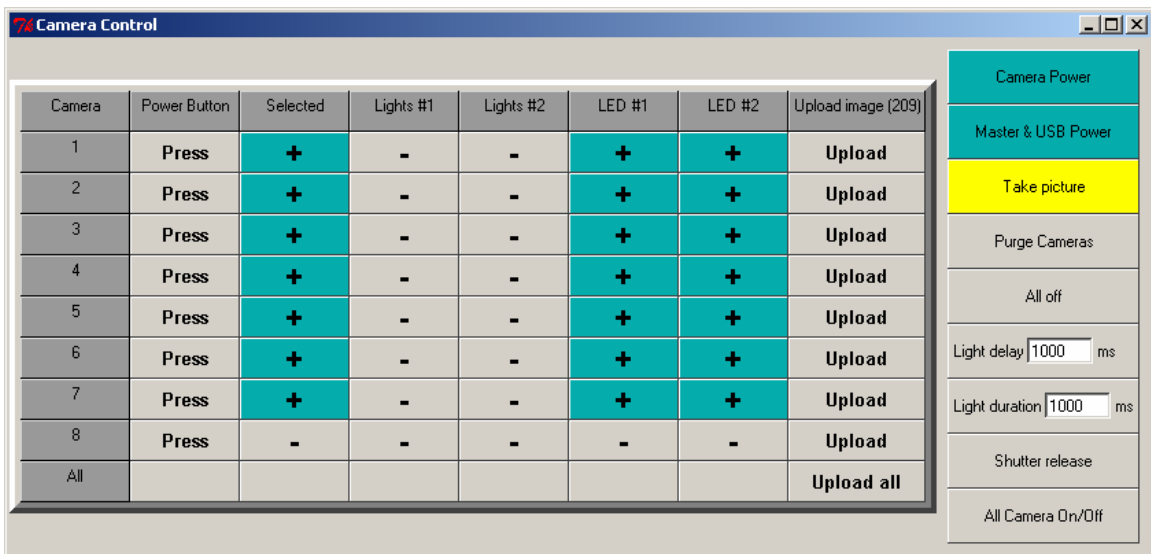 Camera Control
Camera Power Button Selected Lights #1 Lights #2 LED #1 LED #2 Upload image (209)
1 Press + - - + + Upload
2 Press + - - + + Upload
3 Press + - - + + Upload
4 Press + - - + + Upload
5 Press + - - + + Upload
6 Press + - - + + Upload
7 Press + - - + + Upload
8 Press - - - - - Upload
All Upload all
Camera Power
Master & USB Power
Take picture
Purge Cameras
All off
Light delay 1000 ms
Light duration 1000 ms
Shutter release
All Camera On/Off